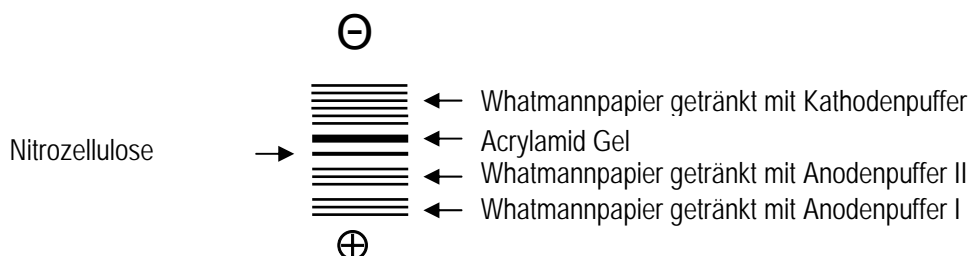 ⊖
Whatmannpapier getränkt mit Kathodenpuffer
Acrylamid Gel
Nitrozellulose
Whatmannpapier getränkt mit Anodenpuffer II
Whatmannpapier getränkt mit Anodenpuffer I
⊕